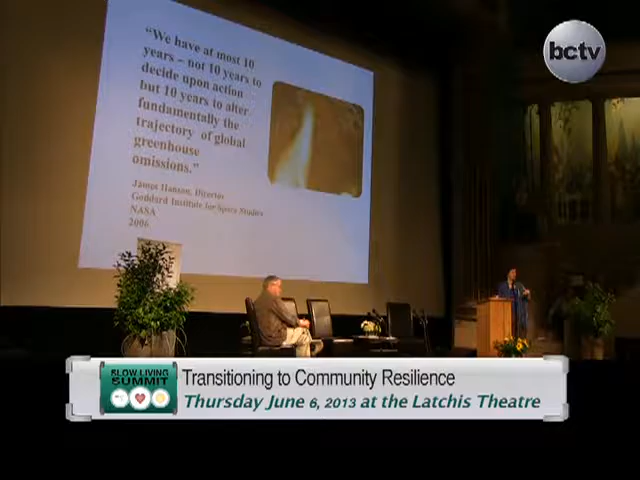 bctv
“We have at most 10
years – not 10 years to
decide upon action
but 10 years to alter
fundamentally the
trajectory of global
greenhouse
omissions.”
James Hanson, Director
Goddard Institute for Space Studies
NASA
2006
SLOW LIVING
SUMMIT
Transitioning to Community Resilience
Thursday June 6, 2013 at the Latchis Theatre